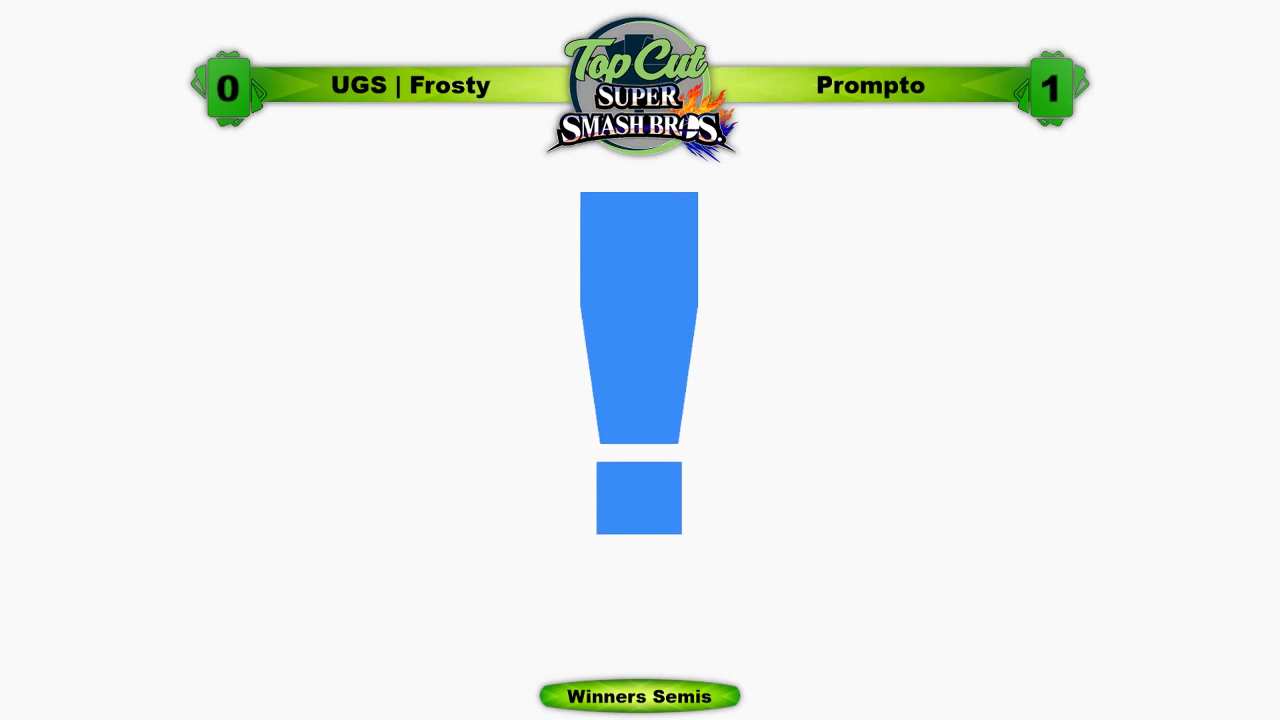 0
UGS | Frosty
Top Cut
SUPER
SMASH BROS.
Prompto
1
!
Winners Semis